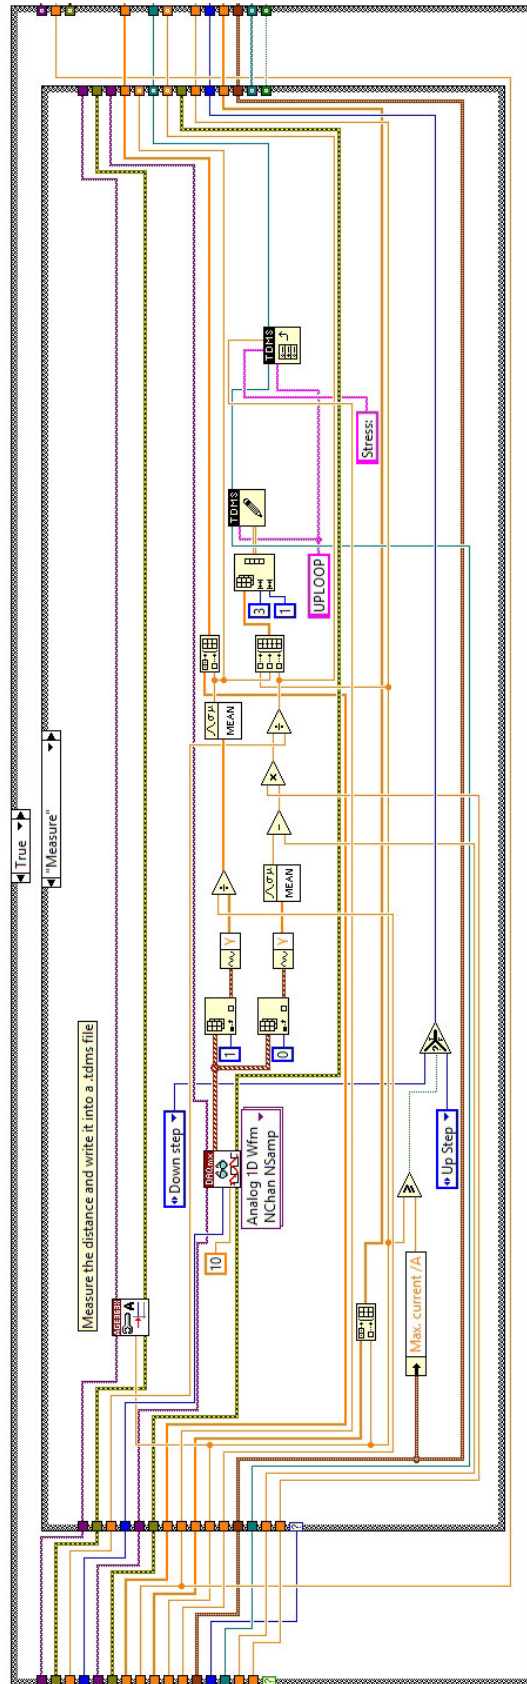 True
"Measure"
Measure the distance and write it into a .tdms file
Down step
10
Analog 1D Wfm
NChan NSamp
1
0
Y
Y
MEAN
MEAN
3
1
TDMS
TDMS
UPLOOP
Stress:
Max. current /A
Up Step